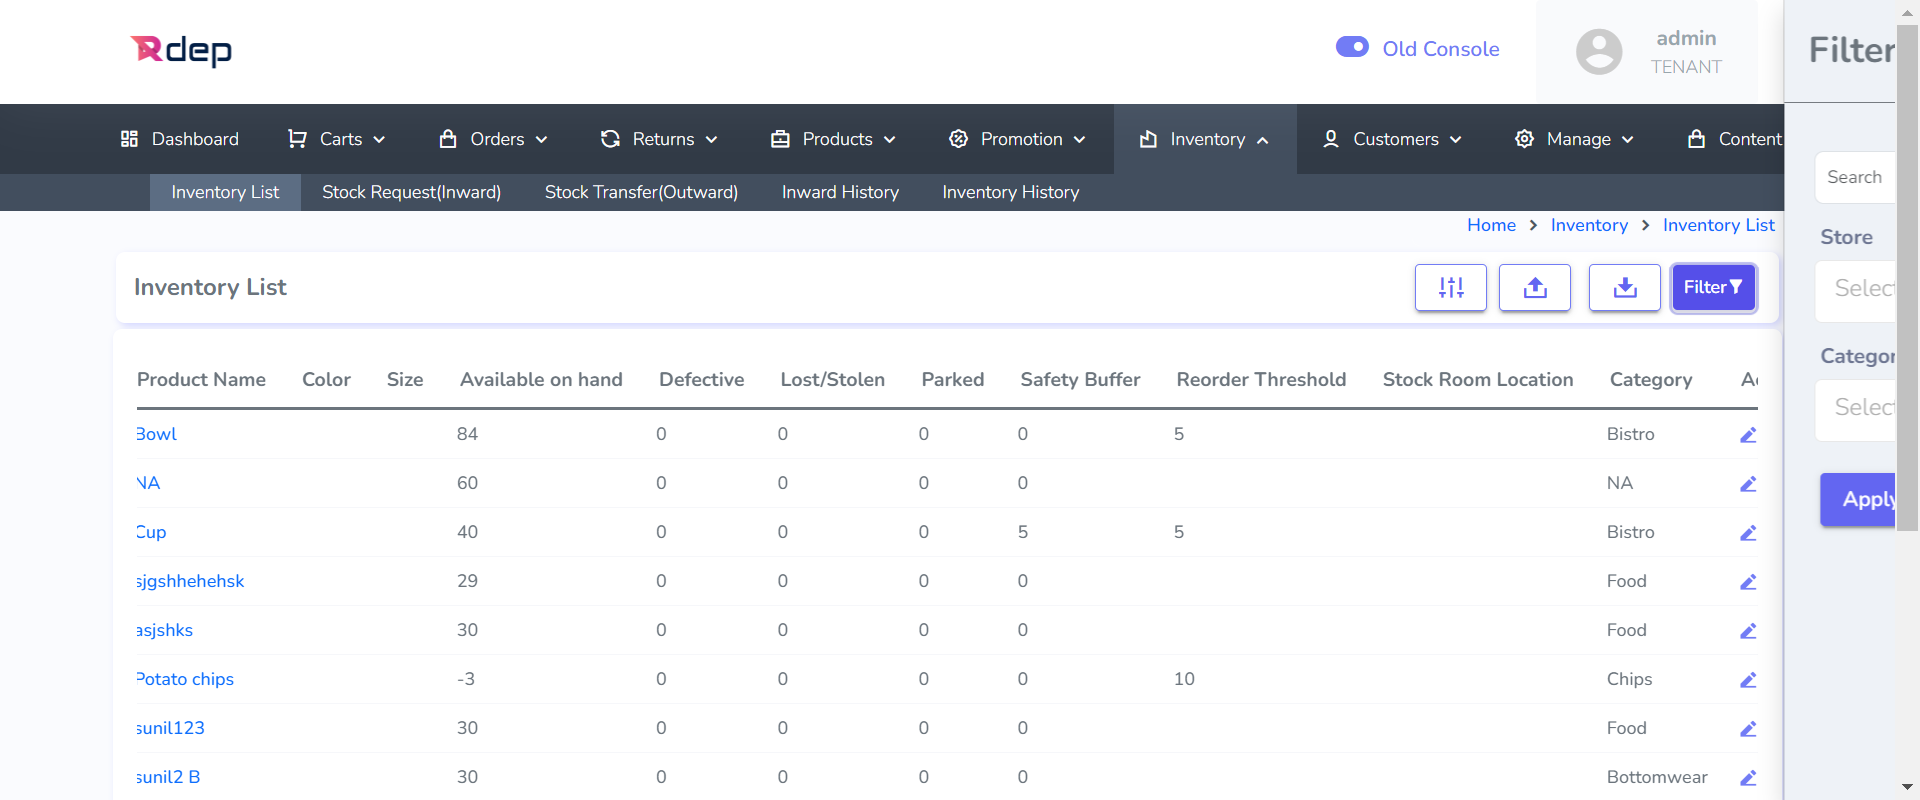 Rdep
Old Console
admin
TENANT
Filter
Dashboard Carts Orders Returns Products Promotion Inventory Customers Manage Content
Inventory List Stock Request(Inward) Stock Transfer(Outward) Inward History Inventory History
Home > Inventory > Inventory List
Inventory List
Filter
Search
Store
Select
Categor
Select
Apply
Product Name Color Size Available on hand Defective Lost/Stolen Parked Safety Buffer Reorder Threshold Stock Room Location Category Ac
Bowl 84 0 0 0 0 5 Bistro
NA 60 0 0 0 0 NA
Cup 40 0 0 0 5 5 Bistro
sjgshhehehsk 29 0 0 0 0 Food
asjshks 30 0 0 0 0 Food
Potato chips -3 0 0 0 0 10 Chips
sunil123 30 0 0 0 0 Food
sunil2 B 30 0 0 0 0 Bottomwear